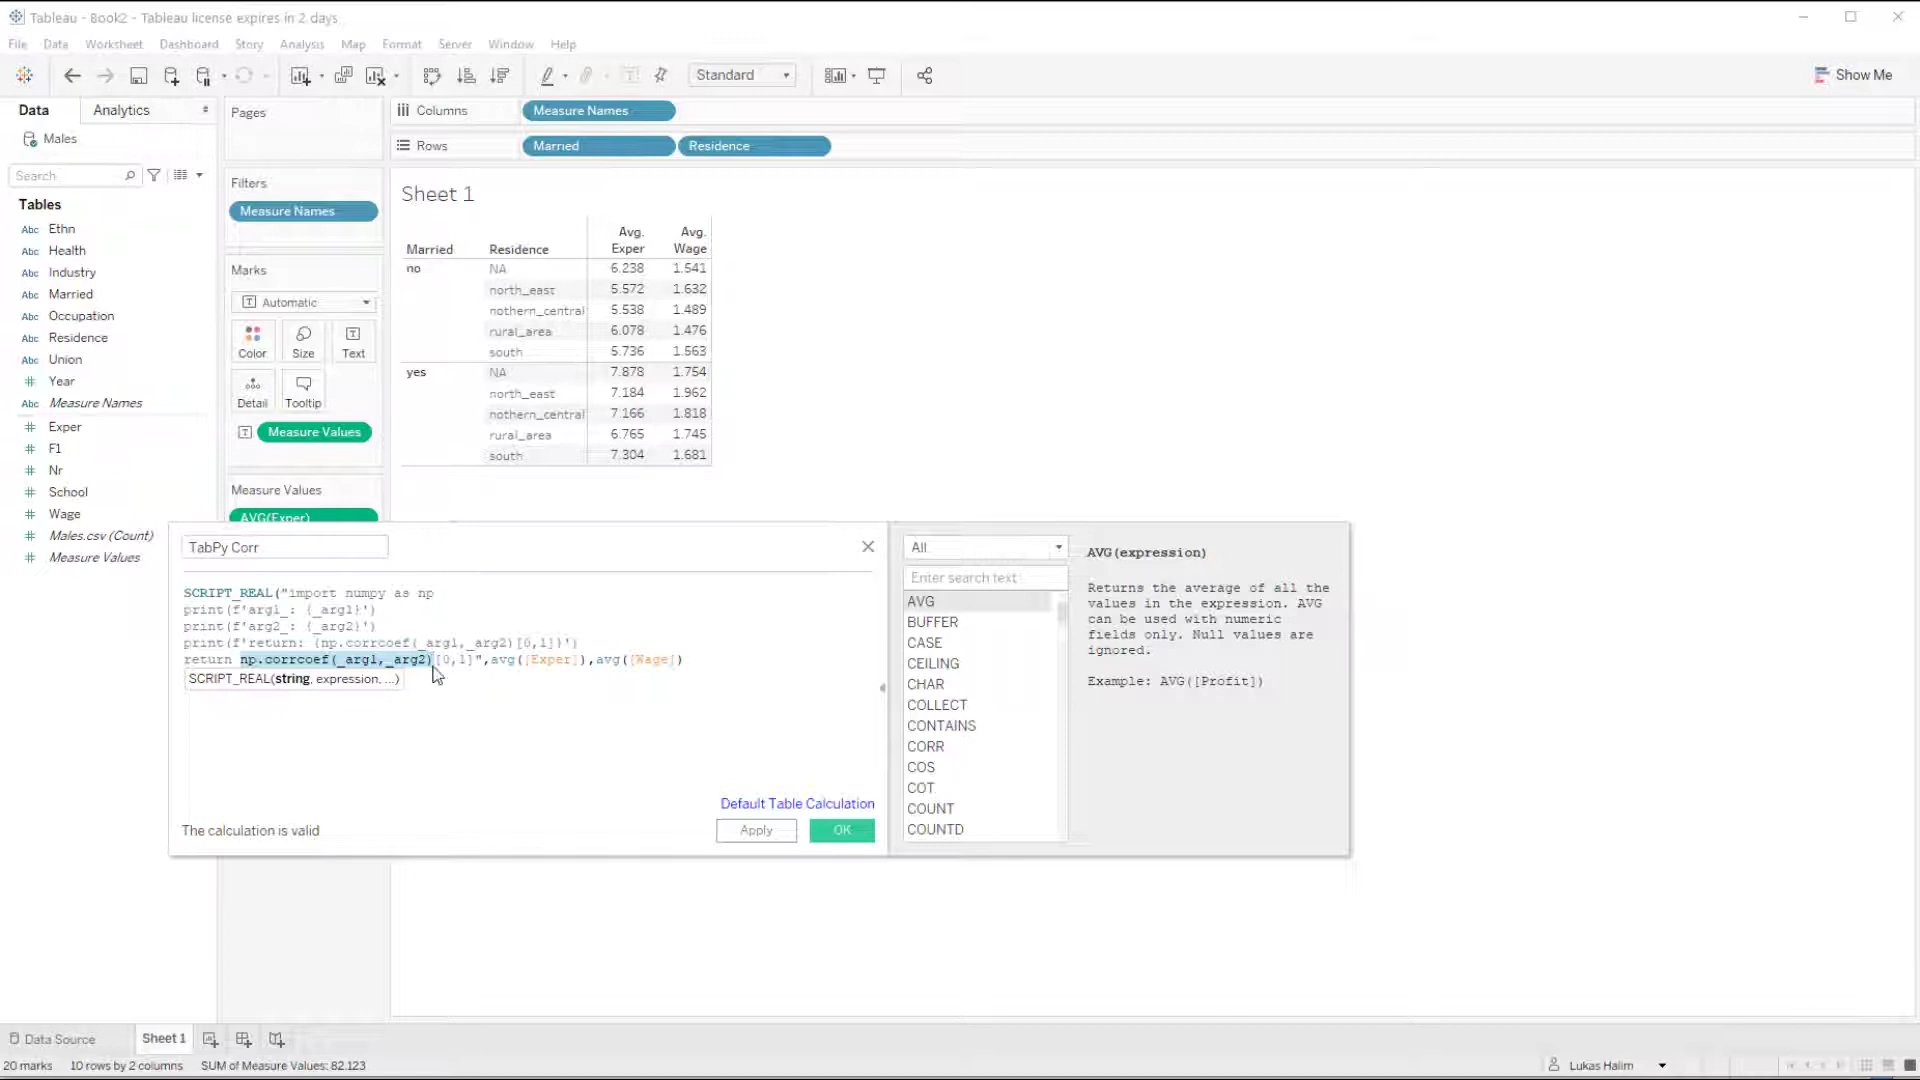 Tableau - Book2 - Tableau license expires in 2 days
File Data Worksheet Dashboard Story Analysis Map Format Server Window Help
Standard
Show Me
Data Analytics
Males
Search
Tables
Abc Ethn
Abc Health
Abc Industry
Abc Married
Abc Occupation
Abc Residence
Abc Union
# Year
Abc Measure Names
# Exper
# F1
# Nr
# School
# Wage
# Males.csv (Count)
# Measure Values
Pages
Filters
Measure Names
Marks
Automatic
Color Size Text
Detail Tooltip
Measure Values
Measure Values
AVG(Exper)
Columns Measure Names
Rows Married Residence
Sheet 1
Married Residence Avg. Exper Avg. Wage
no NA 6.238 1.541
north_east 5.572 1.632
nothern_central 5.538 1.489
rural_area 6.078 1.476
south 5.736 1.563
yes NA 7.878 1.754
north_east 7.184 1.962
nothern_central 7.166 1.818
rural_area 6.765 1.745
south 7.304 1.681
TabPy Corr
SCRIPT_REAL("import numpy as np
print(f'arg1_: {_arg1}')
print(f'arg2_: {_arg2}')
print(f'return: {np.corrcoef(_arg1,_arg2)[0,1]}')
return np.corrcoef(_arg1,_arg2)[0,1]",avg([Exper]),avg([Wage])
SCRIPT_REAL(string, expression, ...)
Default Table Calculation
The calculation is valid
Apply OK
All
Enter search text
AVG
BUFFER
CASE
CEILING
CHAR
COLLECT
CONTAINS
CORR
COS
COT
COUNT
COUNTD
AVG(expression)
Returns the average of all the
values in the expression. AVG
can be used with numeric
fields only. Null values are
ignored.
Example: AVG([Profit])
Data Source Sheet 1
20 marks 10 rows by 2 columns SUM of Measure Values: 82.123
Lukas Halim